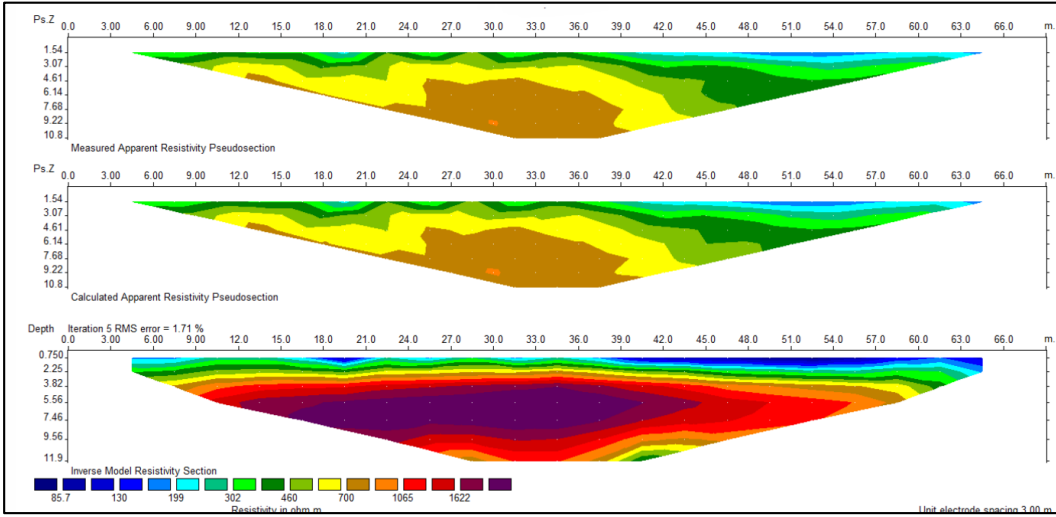 Ps.Z 0.0 3.00 6.00 9.00 12.0 15.0 18.0 21.0 24.0 27.0 30.0 33.0 36.0 39.0 42.0 45.0 48.0 51.0 54.0 57.0 60.0 63.0 66.0 m.
1.54
3.07
4.61
6.14
7.68
9.22
10.8
Measured Apparent Resistivity Pseudosection
Ps.Z 0.0 3.00 6.00 9.00 12.0 15.0 18.0 21.0 24.0 27.0 30.0 33.0 36.0 39.0 42.0 45.0 48.0 51.0 54.0 57.0 60.0 63.0 66.0 m.
1.54
3.07
4.61
6.14
7.68
9.22
10.8
Calculated Apparent Resistivity Pseudosection
Depth Iteration 5 RMS error = 1.71 %
0.0 3.00 6.00 9.00 12.0 15.0 18.0 21.0 24.0 27.0 30.0 33.0 36.0 39.0 42.0 45.0 48.0 51.0 54.0 57.0 60.0 63.0 66.0 m.
0.750
2.25
3.82
5.56
7.46
9.56
11.9
Inverse Model Resistivity Section
85.7 130 199 302 460 700 1065 1622
Resistivity in ohm.m
Unit electrode spacing 3.00 m.